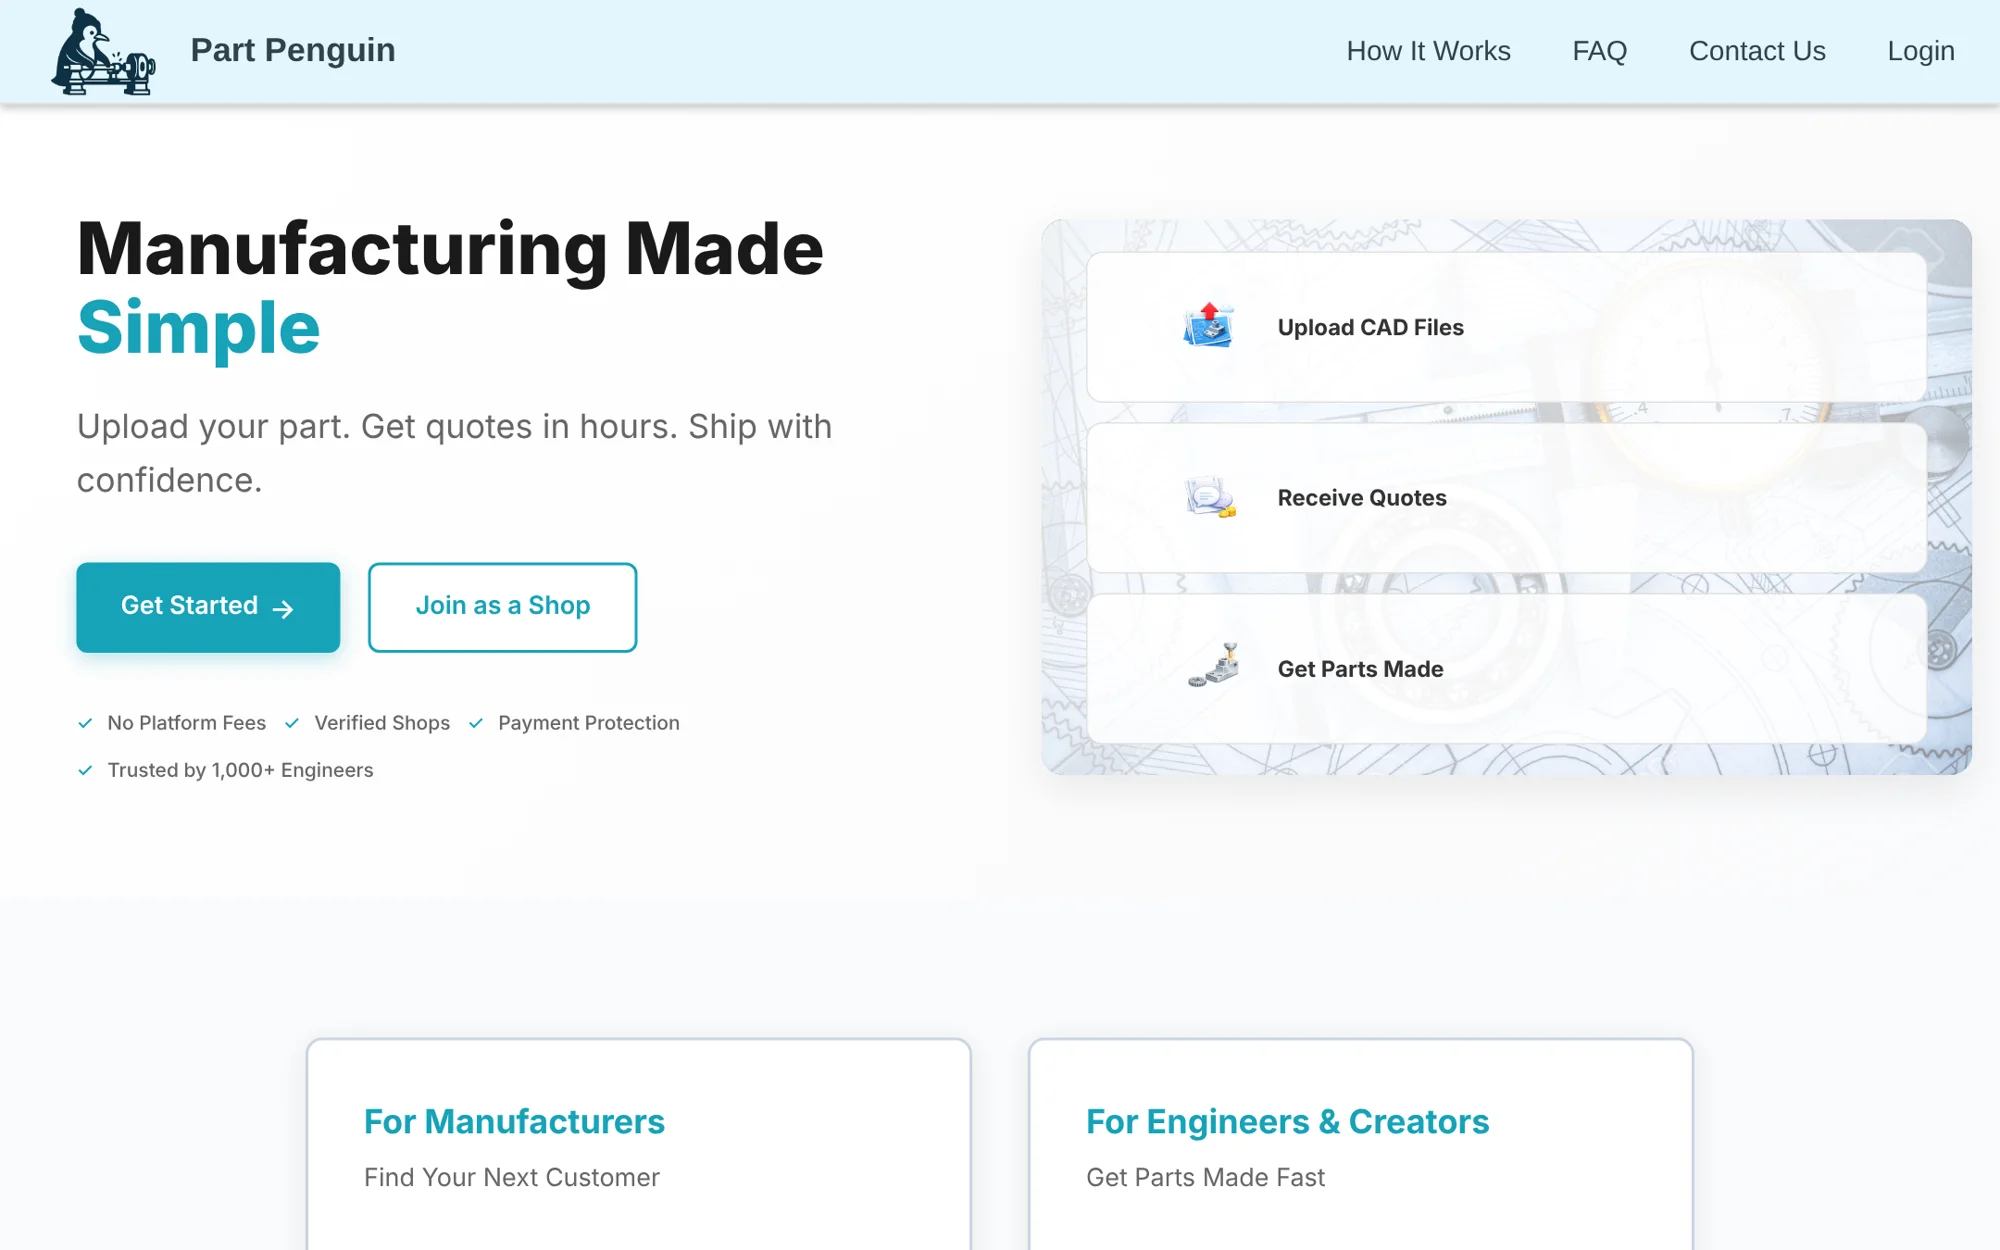 Part Penguin
How It Works
FAQ
Contact Us
Login
Manufacturing Made
Simple
Upload your part. Get quotes in hours. Ship with
confidence.
Get Started →
Join as a Shop
✓ No Platform Fees ✓ Verified Shops ✓ Payment Protection
✓ Trusted by 1,000+ Engineers
Upload CAD Files
.4
7.
Receive Quotes
Get Parts Made
For Manufacturers
Find Your Next Customer
For Engineers & Creators
Get Parts Made Fast